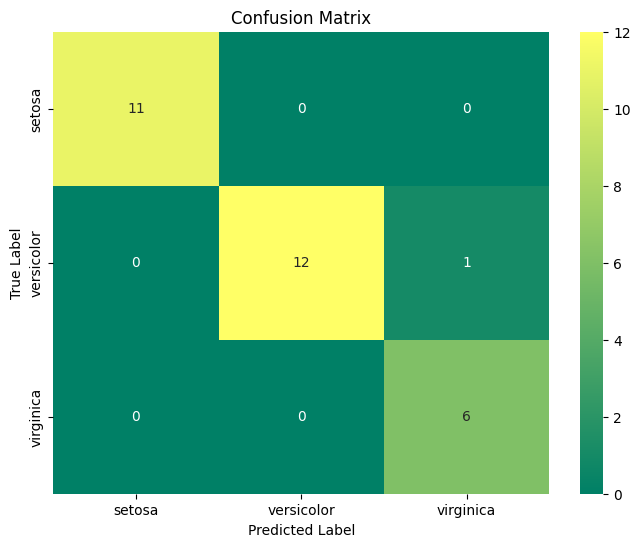 Confusion Matrix
True Label
setosa
11 0 0
versicolor
0 12 1
virginica
0 0 6
setosa versicolor virginica
Predicted Label
12
10
8
6
4
2
0